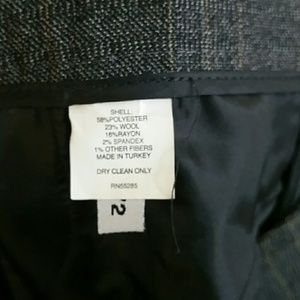 SHELL:
58%POLYESTER
23% WOOL
16%RAYON
2% SPANDEX
1% OTHER FIBERS
MADE IN TURKEY
DRY CLEAN ONLY
RN55285
2